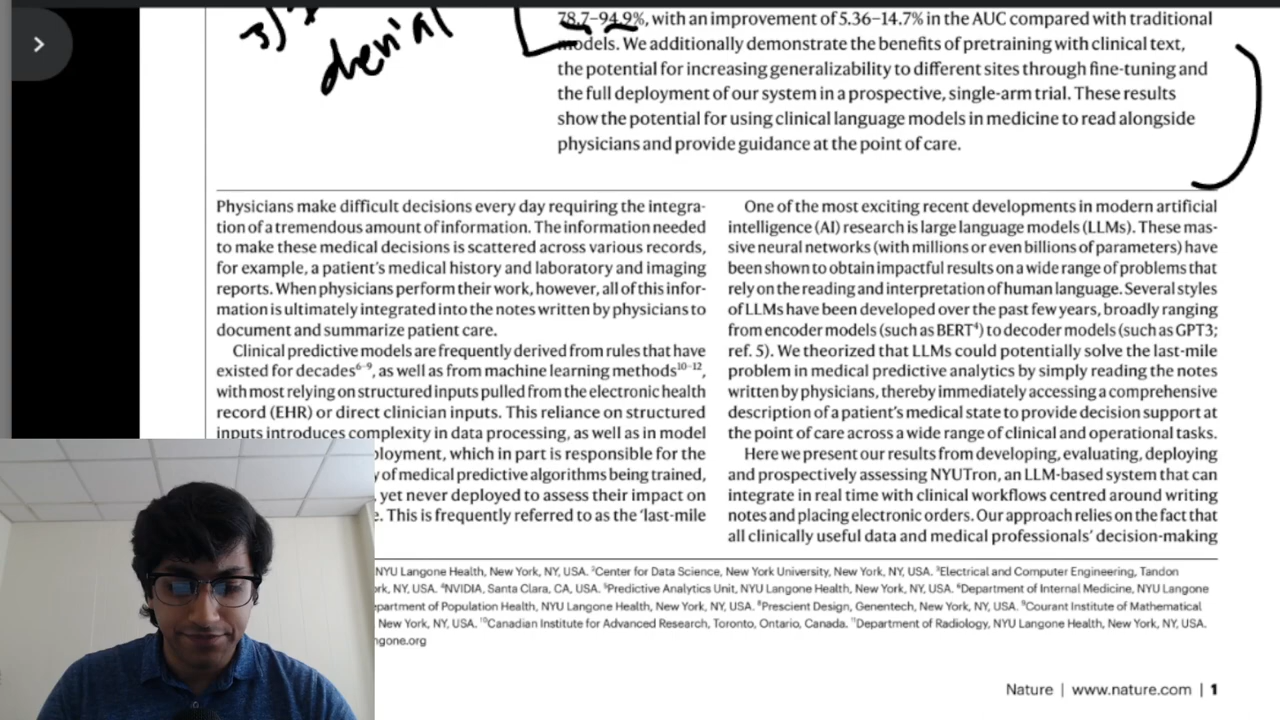 3)
denial
78.7–94.9%, with an improvement of 5.36–14.7% in the AUC compared with traditional
models. We additionally demonstrate the benefits of pretraining with clinical text,
the potential for increasing generalizability to different sites through fine-tuning and
the full deployment of our system in a prospective, single-arm trial. These results
show the potential for using clinical language models in medicine to read alongside
physicians and provide guidance at the point of care.
Physicians make difficult decisions every day requiring the integra-
tion of a tremendous amount of information. The information needed
to make these medical decisions is scattered across various records,
for example, a patient's medical history and laboratory and imaging
reports. When physicians perform their work, however, all of this infor-
mation is ultimately integrated into the notes written by physicians to
document and summarize patient care.
Clinical predictive models are frequently derived from rules that have
existed for decades⁶⁻⁹, as well as from machine learning methods¹⁰⁻¹²,
with most relying on structured inputs pulled from the electronic health
record (EHR) or direct clinician inputs. This reliance on structured
inputs introduces complexity in data processing, as well as in model
ployment, which in part is responsible for the
y of medical predictive algorithms being trained,
, yet never deployed to assess their impact on
e. This is frequently referred to as the 'last-mile
One of the most exciting recent developments in modern artificial
intelligence (AI) research is large language models (LLMs). These mas-
sive neural networks (with millions or even billions of parameters) have
been shown to obtain impactful results on a wide range of problems that
rely on the reading and interpretation of human language. Several styles
of LLMs have been developed over the past few years, broadly ranging
from encoder models (such as BERT⁴) to decoder models (such as GPT3;
ref. 5). We theorized that LLMs could potentially solve the last-mile
problem in medical predictive analytics by simply reading the notes
written by physicians, thereby immediately accessing a comprehensive
description of a patient's medical state to provide decision support at
the point of care across a wide range of clinical and operational tasks.
Here we present our results from developing, evaluating, deploying
and prospectively assessing NYUTron, an LLM-based system that can
integrate in real time with clinical workflows centred around writing
notes and placing electronic orders. Our approach relies on the fact that
all clinically useful data and medical professionals' decision-making
NYU Langone Health, New York, NY, USA. ²Center for Data Science, New York University, New York, NY, USA. ³Electrical and Computer Engineering, Tandon
rk, NY, USA. ⁴NVIDIA, Santa Clara, CA, USA. ⁵Predictive Analytics Unit, NYU Langone Health, New York, NY, USA. ⁶Department of Internal Medicine, NYU Langone
epartment of Population Health, NYU Langone Health, New York, NY, USA. ⁸Prescient Design, Genentech, New York, NY, USA. ⁹Courant Institute of Mathematical
New York, NY, USA. ¹⁰Canadian Institute for Advanced Research, Toronto, Ontario, Canada. ¹¹Department of Radiology, NYU Langone Health, New York, NY, USA.
ngone.org
Nature | www.nature.com | 1